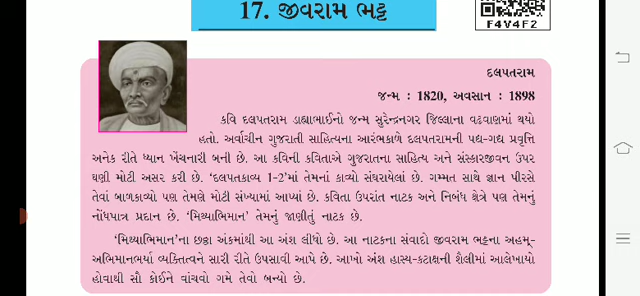 17. જીવરામ ભટ્ટ
F4V4F2
દલપતરામ
જન્મ : 1820, અવસાન : 1898
કવિ દલપતરામ ડાહ્યાભાઈનો જન્મ સુરેન્દ્રનગર જિલ્લાના વઢવાણમાં થયો
હતો. અર્વાચીન ગુજરાતી સાહિત્યના આરંભકાળે દલપતરામની પદ્ય-ગદ્ય પ્રવૃત્તિ
અનેક રીતે ધ્યાન ખેંચનારી બની છે. આ કવિની કવિતાએ ગુજરાતના સાહિત્ય અને સંસ્કારજીવન ઉપર
ઘણી મોટી અસર કરી છે. ‘દલપતકાવ્ય 1-2’માં તેમનાં કાવ્યો સંઘરાયેલાં છે. ગમ્મત સાથે જ્ઞાન પીરસે
તેવાં બાળકાવ્યો પણ તેમણે મોટી સંખ્યામાં આપ્યાં છે. કવિતા ઉપરાંત નાટક અને નિબંધ ક્ષેત્રે પણ તેમનું
નોંધપાત્ર પ્રદાન છે. ‘મિથ્યાભિમાન’ તેમનું જાણીતું નાટક છે.
‘મિથ્યાભિમાન’ના છઠ્ઠા અંકમાંથી આ અંશ લીધો છે. આ નાટકના સંવાદો જીવરામ ભટ્ટના અહમ્-
અભિમાનભર્યા વ્યક્તિત્વને સારી રીતે ઉપસાવી આપે છે. આખો અંશ હાસ્ય-કટાક્ષની શૈલીમાં આલેખાયો
હોવાથી સૌ કોઈને વાંચવો ગમે તેવો બન્યો છે.